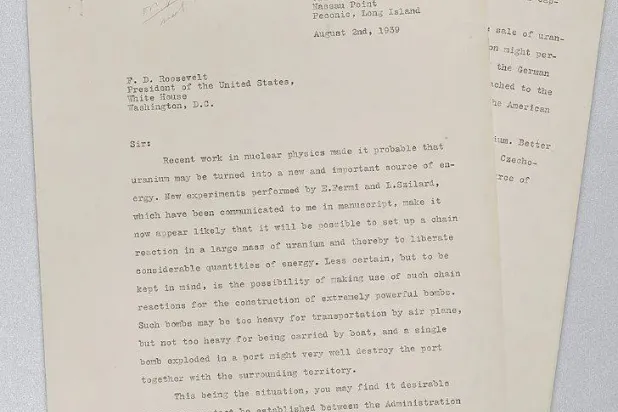 Nassau Point
Peconic, Long Island
August 2nd, 1939
F. D. Roosevelt
President of the United States,
White House
Washington, D.C.
Sir:
Recent work in nuclear physics made it probable that
uranium may be turned into a new and important source of en-
ergy. New experiments performed by E.Fermi and L.Szilard,
which have been communicated to me in manuscript, make it
now appear likely that it will be possible to set up a chain
reaction in a large mass of uranium and thereby to liberate
considerable quantities of energy. Less certain, but to be
kept in mind, is the possibility of making use of such chain
reactions for the construction of extremely powerful bombs.
Such bombs may be too heavy for transportation by air plane,
but not too heavy for being carried by boat, and a single
bomb exploded in a port might very well destroy the port
together with the surrounding territory.
This being the situation, you may find it desirable
be established between the Administration
sale of uran-
might per-
the German
to the
American
Better
Czecho-
of